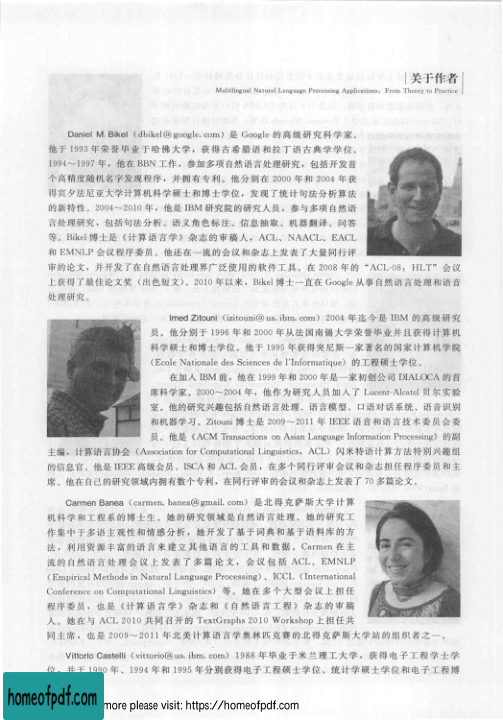 关于作者
Multilingual Natural Language Processing Applications: From Theory to Practice
Daniel M. Bikel（dbikel@google.com）是 Google 的高级研究科学家。
他于 1993 年荣誉毕业于哈佛大学，获得古希腊语和拉丁语古典学学位。
1994～1997 年，他在 BBN 工作，参加多项自然语言处理研究，包括开发首
个高精度随机名字发现程序，并拥有专利。他分别在 2000 年和 2004 年获
得宾夕法尼亚大学计算机科学硕士和博士学位，发现了统计句法分析算法
的新特性。2004～2010 年，他是 IBM 研究院的研究人员，参与多项自然语
言处理研究，包括句法分析、语义角色标注、信息抽取、机器翻译、问答
等。Bikel 博士是《计算语言学》杂志的审稿人，ACL、NAACL、EACL
和 EMNLP 会议程序委员。他还在一流的会议和杂志上发表了大量同行评
审的论文，并开发了在自然语言处理界广泛使用的软件工具。在 2008 年的“ACL-08：HLT”会议
上获得了最佳论文奖（出色短文）。2010 年以来，Bikel 博士一直在 Google 从事自然语言处理和语音
处理研究。
Imed Zitouni（izitouni@us.ibm.com）2004 年迄今是 IBM 的高级研究
员。他分别于 1996 年和 2000 年从法国南锡大学荣誉毕业并且获得计算机
科学硕士和博士学位。他于 1995 年获得突尼斯一家著名的国家计算机学院
（Ecole Nationale des Sciences de l'Informatique）的工程硕士学位。
在加入 IBM 前，他在 1999 年和 2000 年是一家初创公司 DIALOCA 的首
席科学家。2000～2004 年，他作为研究人员加入了 Lucent-Alcatel 贝尔实验
室。他的研究兴趣包括自然语言处理、语言模型、口语对话系统、语音识别
和机器学习。Zitouni 博士是 2009～2011 年 IEEE 语音和语言技术委员会委
员。他是《ACM Transactions on Asian Language Information Processing》的副
主编，计算语言协会（Association for Computational Linguistics，ACL）闪米特语计算方法特别兴趣组
的信息官。他是 IEEE 高级会员、ISCA 和 ACL 会员，在多个同行评审会议和杂志担任程序委员和主
席。他在自己的研究领域内拥有数个专利，在同行评审的会议和杂志上发表了 70 多篇论文。
Carmen Banea（carmen.banea@gmail.com）是北得克萨斯大学计算
机科学和工程系的博士生。她的研究领域是自然语言处理。她的研究工
作集中于多语主观性和情感分析，她开发了基于词典和基于语料库的方
法，利用资源丰富的语言来建立其他语言的工具和数据。Carmen 在主
流的自然语言处理会议上发表了多篇论文，会议包括 ACL、EMNLP
（Empirical Methods in Natural Language Processing）、ICCL（International
Conference on Computational Linguistics）等。她在多个大型会议上担任
程序委员，也是《计算语言学》杂志和《自然语言工程》杂志的审稿
人。她在与 ACL 2010 共同召开的 TextGraphs 2010 Workshop 上担任共
同主席，也是 2009～2011 年北美计算语言学奥林匹克赛的北得克萨斯大学站的组织者之一。
Vittorio Castelli（vittorio@us.ibm.com）1988 年毕业于米兰理工大学，获得电子工程学士学
位，并于 1990 年、1994 年和 1995 年分别获得电子工程硕士学位、统计学硕士学位和电子工程博
homeofpdf.com
more please visit: https://homeofpdf.com